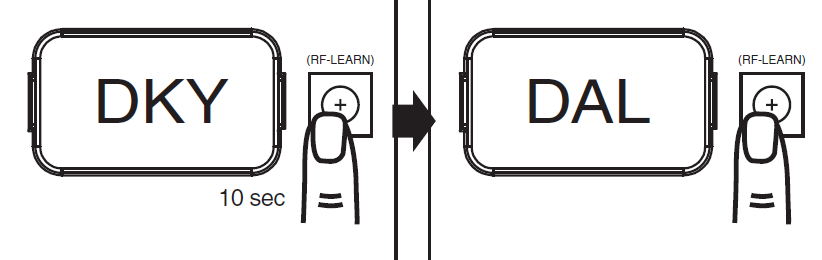 (RF-LEARN)
DKY
+
10 sec
(RF-LEARN)
DAL
+